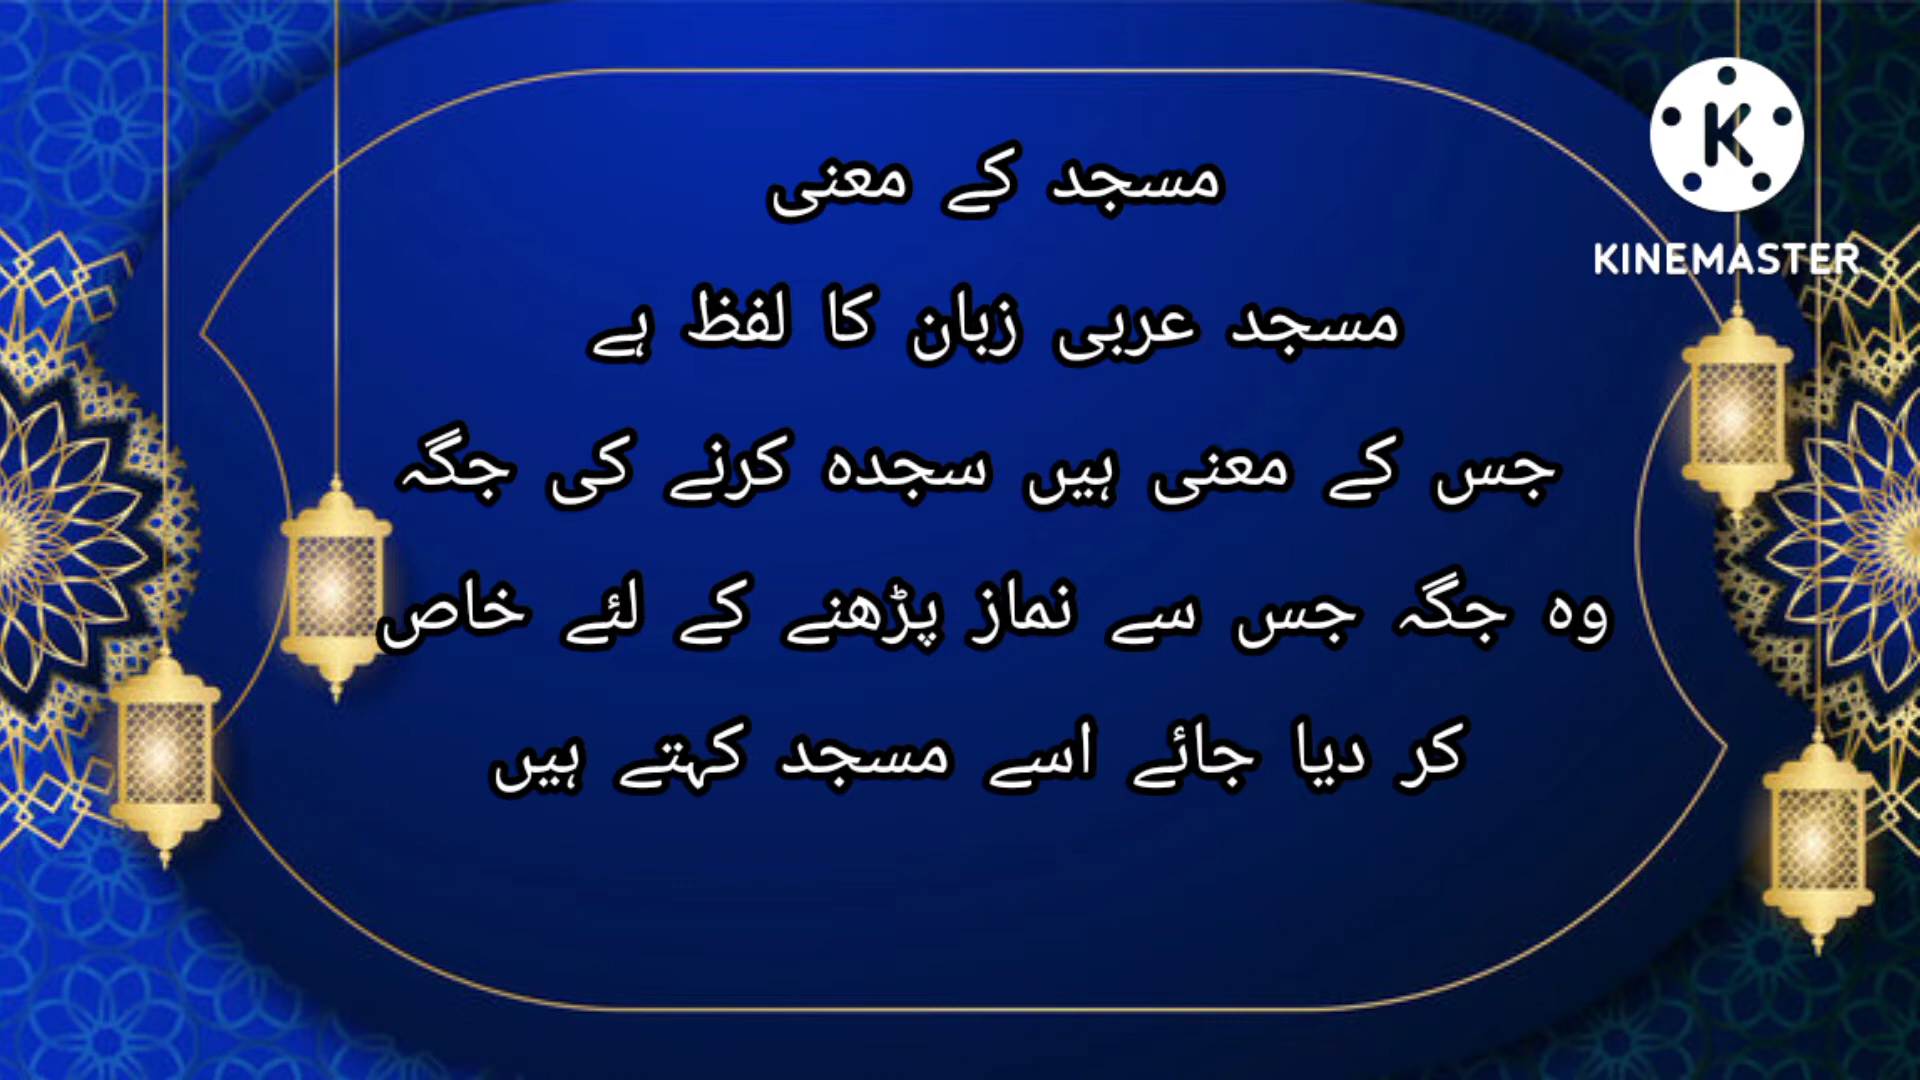 مسجد کے معنی
مسجد عربی زبان کا لفظ ہے
جس کے معنی ہیں سجدہ کرنے کی جگہ
وہ جگہ جس سے نماز پڑھنے کے لئے خاص
کر دیا جائے اسے مسجد کہتے ہیں
K
KINEMASTER